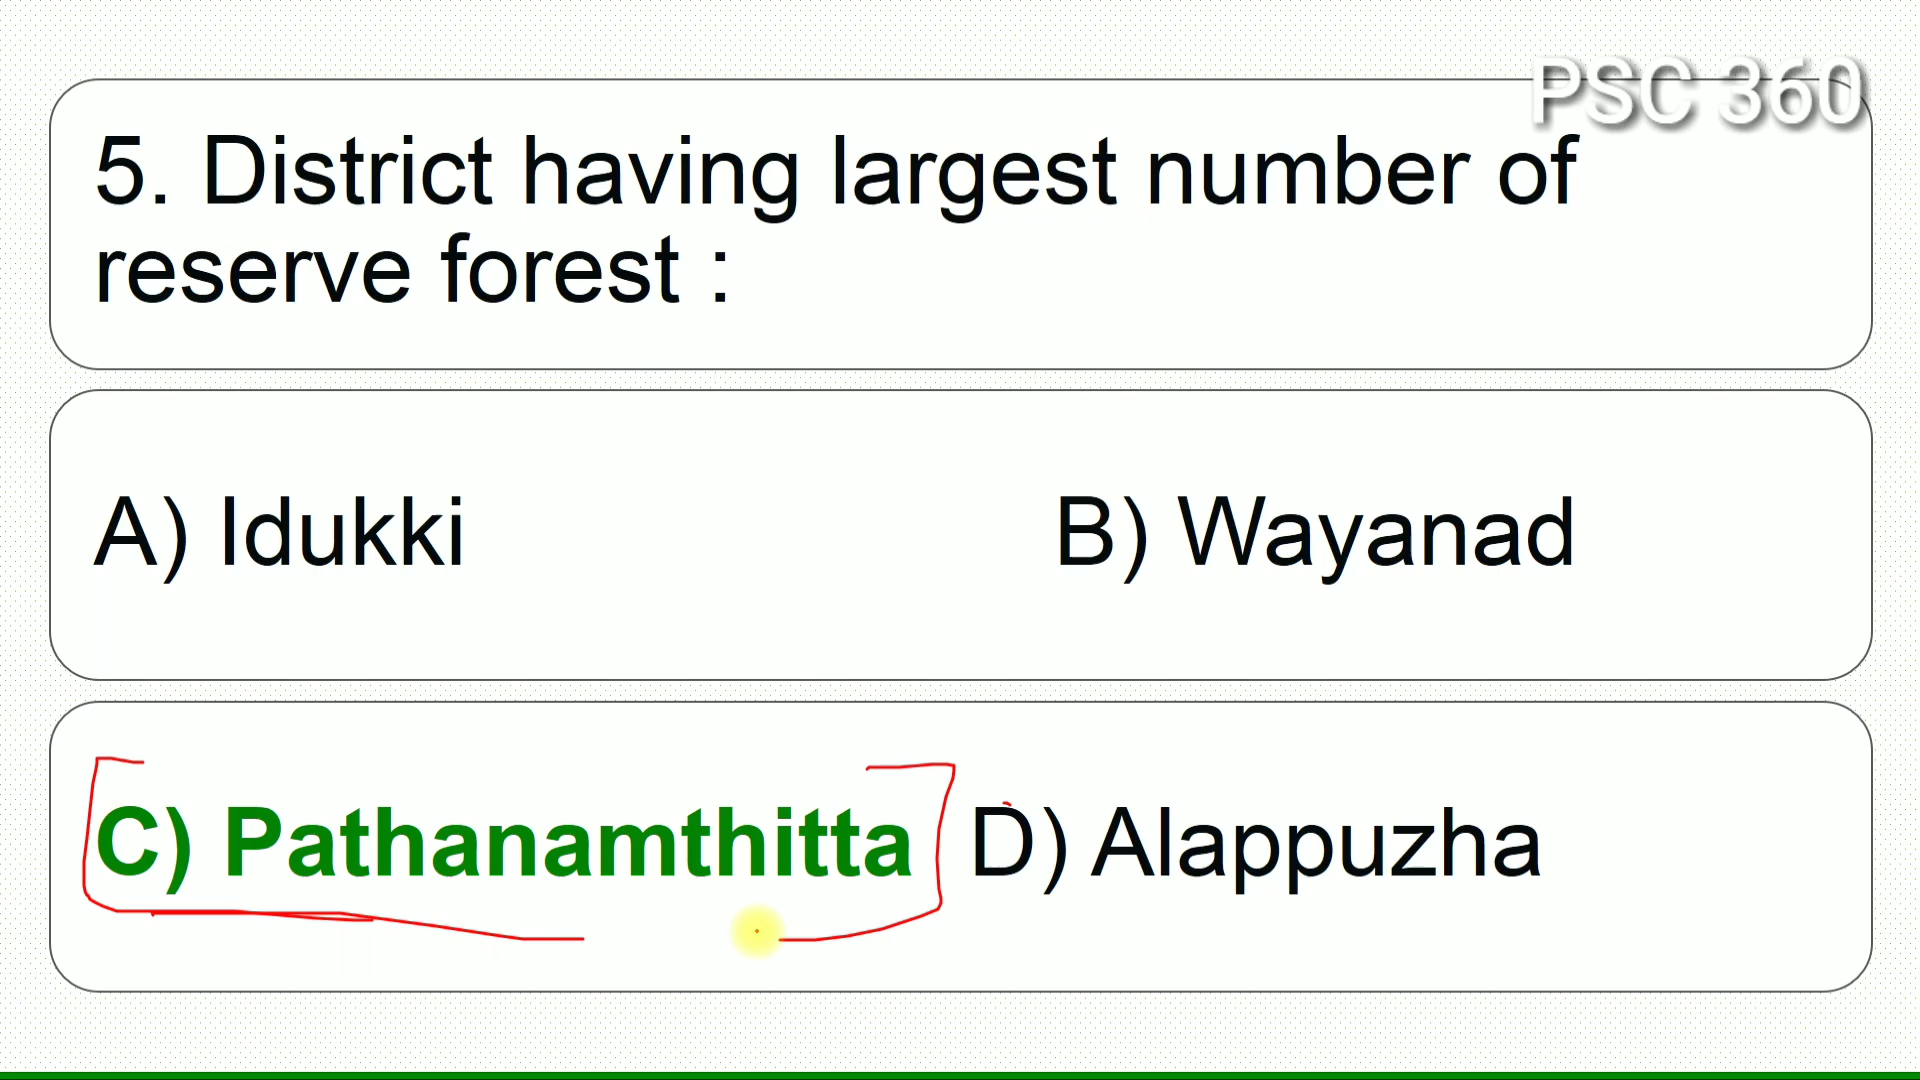 PSC 360
5. District having largest number of
reserve forest :
A) Idukki
B) Wayanad
C) Pathanamthitta
D) Alappuzha